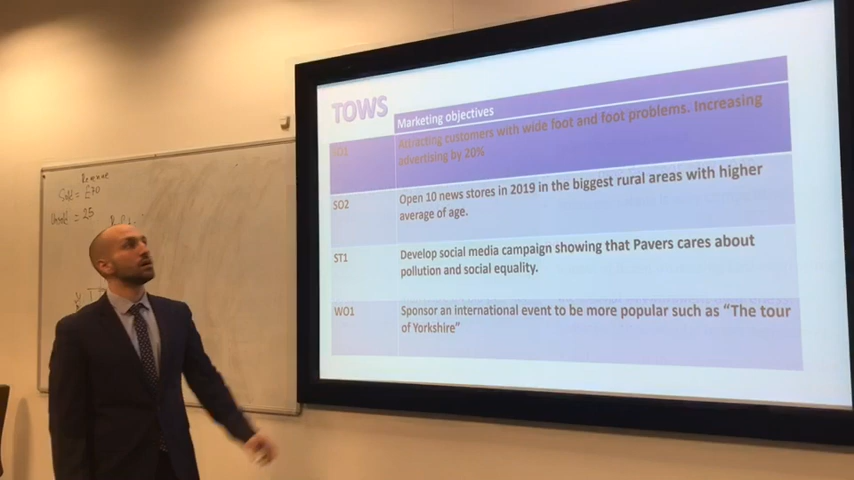 TOWS
Marketing objectives
SO1
Attracting customers with wide foot and foot problems. Increasing
advertising by 20%
SO2
Open 10 news stores in 2019 in the biggest rural areas with higher
average of age.
ST1
Develop social media campaign showing that Pavers cares about
pollution and social equality.
WO1
Sponsor an international event to be more popular such as “The tour
of Yorkshire”
= £70
= 25